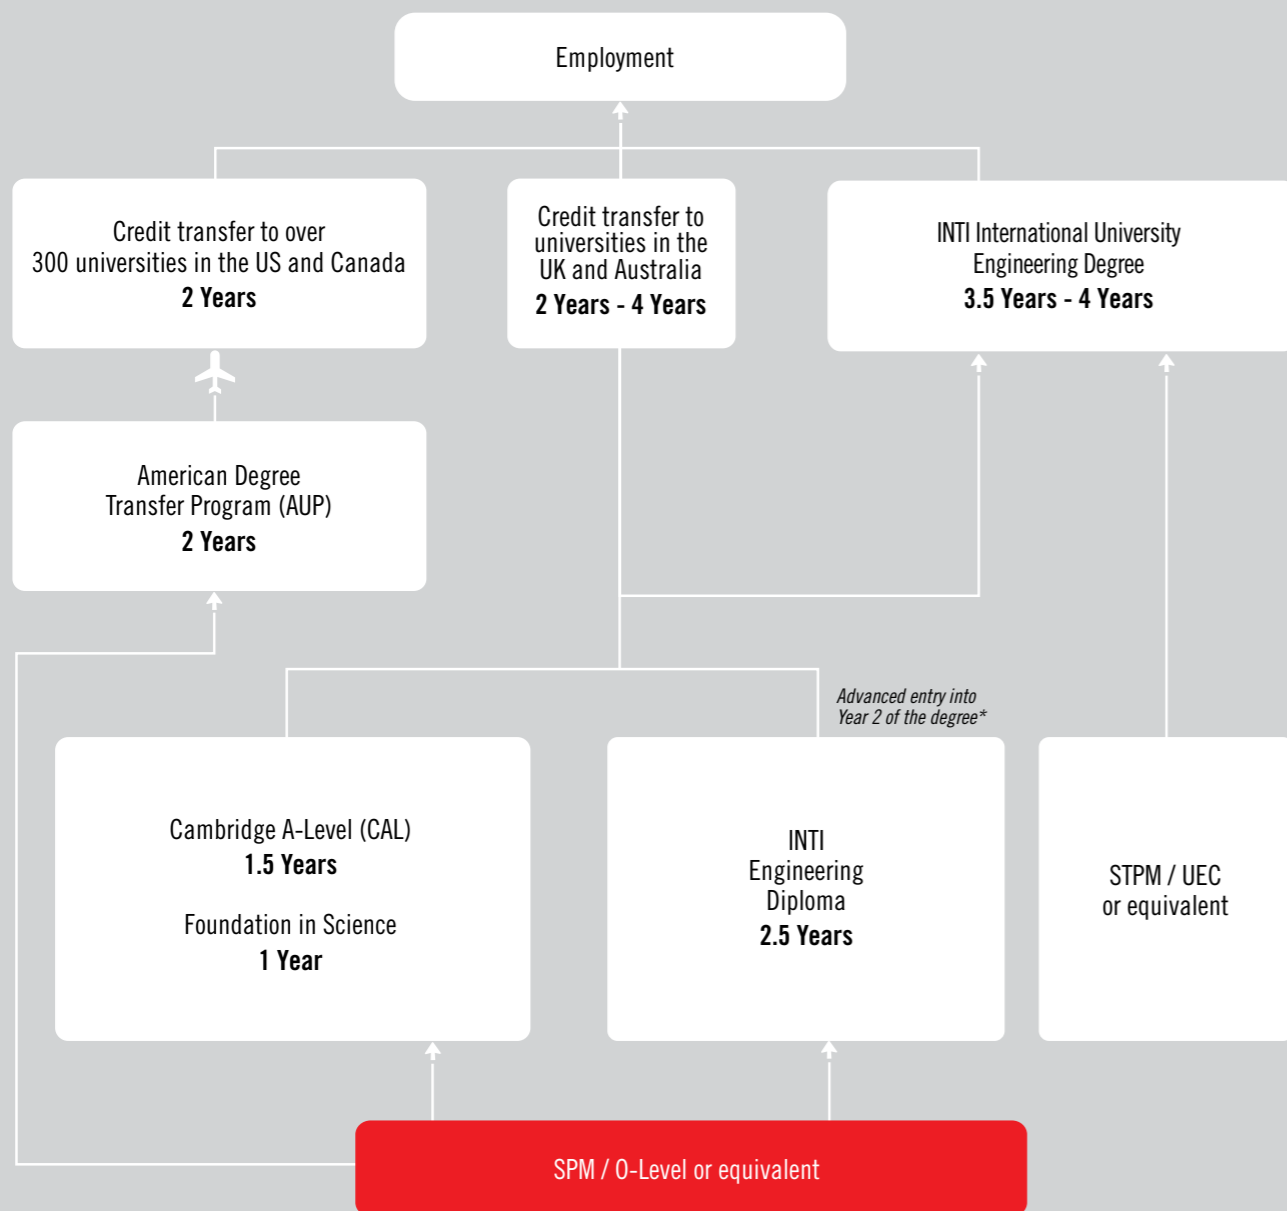 Employment
Credit transfer to over
300 universities in the US and Canada
2 Years
Credit transfer to
universities in the
UK and Australia
2 Years - 4 Years
INTI International University
Engineering Degree
3.5 Years - 4 Years
American Degree
Transfer Program (AUP)
2 Years
Advanced entry into
Year 2 of the degree*
Cambridge A-Level (CAL)
1.5 Years
Foundation in Science
1 Year
INTI
Engineering
Diploma
2.5 Years
STPM / UEC
or equivalent
SPM / O-Level or equivalent